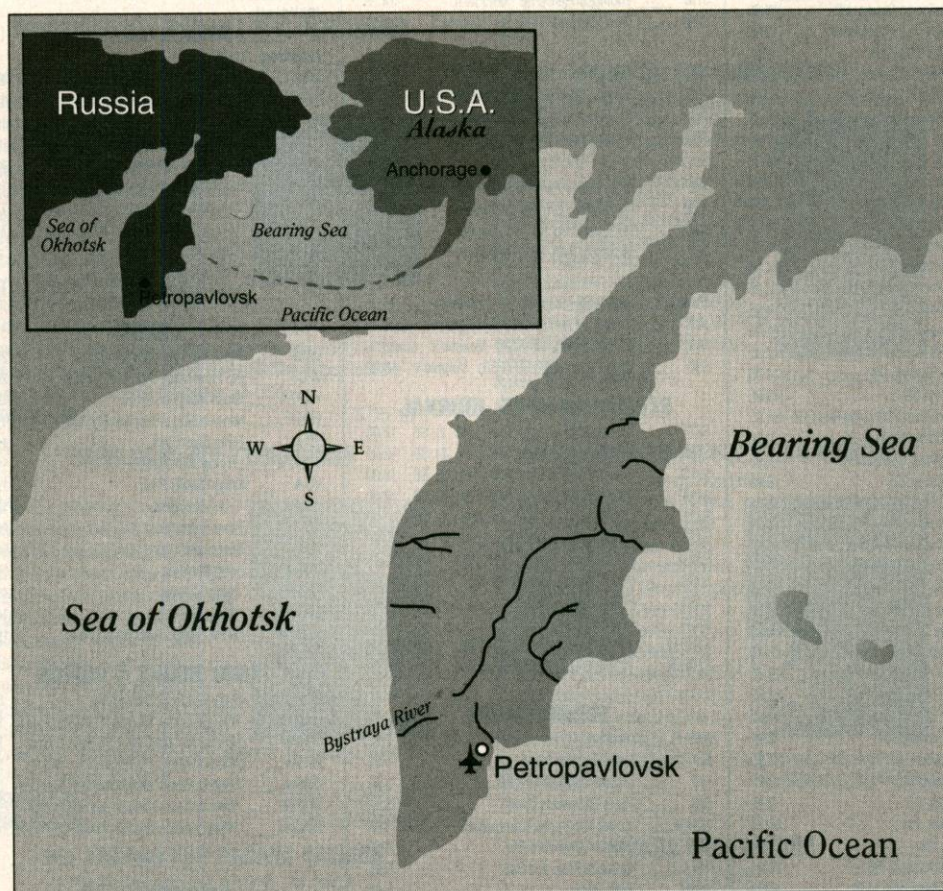 Russia
U.S.A.
Alaska
Anchorage
Sea of
Okhotsk
Bearing Sea
Petropavlovsk
Pacific Ocean
N
W
E
S
Bearing Sea
Sea of Okhotsk
Bystraya River
Petropavlovsk
Pacific Ocean